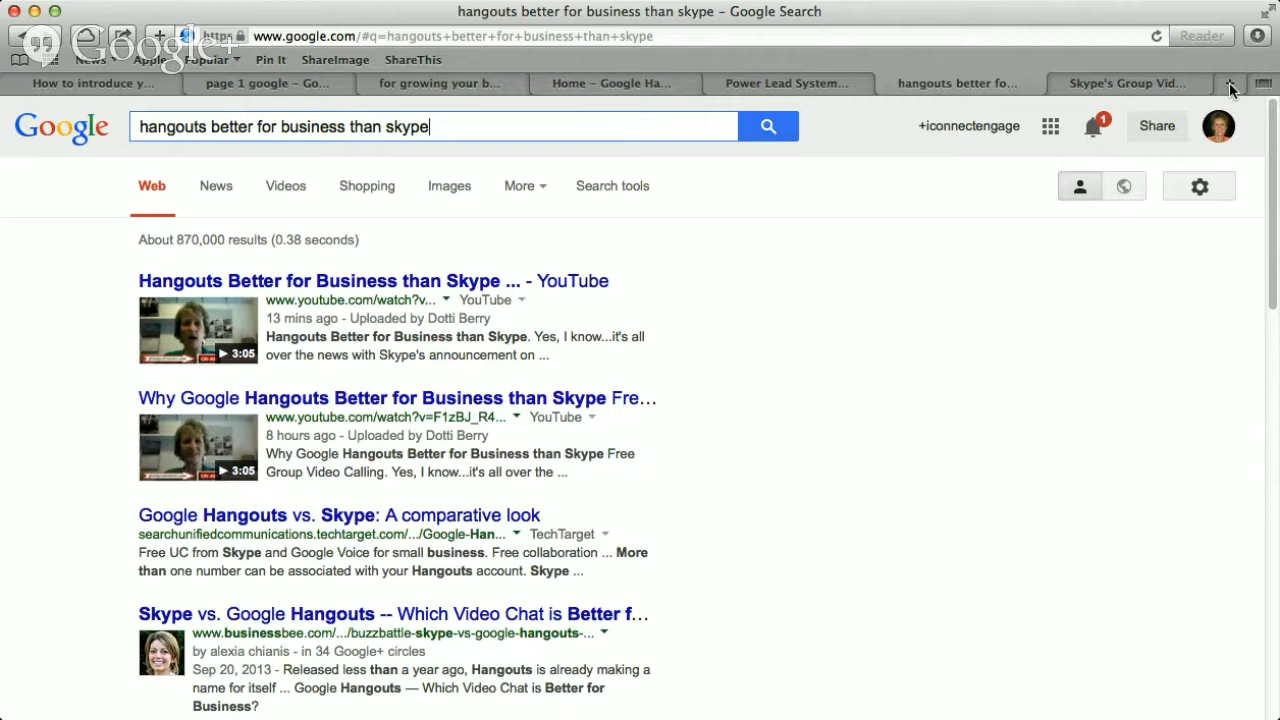 hangouts better for business than skype – Google Search
Google+
https www.google.com/#q=hangouts+better+for+business+than+skype
Reader
News Apple Popular Pin It ShareImage ShareThis
How to introduce y... page 1 google – Go... for growing your b... Home – Google Ha... Power Lead System... hangouts better fo... Skype's Group Vid...
Google hangouts better for business than skype +iconnectengage 1 Share
Web News Videos Shopping Images More Search tools
About 870,000 results (0.38 seconds)
Hangouts Better for Business than Skype ... - YouTube
www.youtube.com/watch?v... YouTube
13 mins ago - Uploaded by Dotti Berry
Hangouts Better for Business than Skype. Yes, I know...it's all
over the news with Skype's announcement on ...
3:05
Why Google Hangouts Better for Business than Skype Fre...
www.youtube.com/watch?v=F1zBJ_R4... YouTube
8 hours ago - Uploaded by Dotti Berry
Why Google Hangouts Better for Business than Skype Free
Group Video Calling. Yes, I know...it's all over the ...
3:05
Google Hangouts vs. Skype: A comparative look
searchunifiedcommunications.techtarget.com/.../Google-Han... TechTarget
Free UC from Skype and Google Voice for small business. Free collaboration ... More
than one number can be associated with your Hangouts account. Skype ...
Skype vs. Google Hangouts -- Which Video Chat is Better f...
www.businessbee.com/.../buzzbattle-skype-vs-google-hangouts-...
by alexia chianis - in 34 Google+ circles
Sep 20, 2013 - Released less than a year ago, Hangouts is already making a
name for itself ... Google Hangouts — Which Video Chat is Better for
Business?